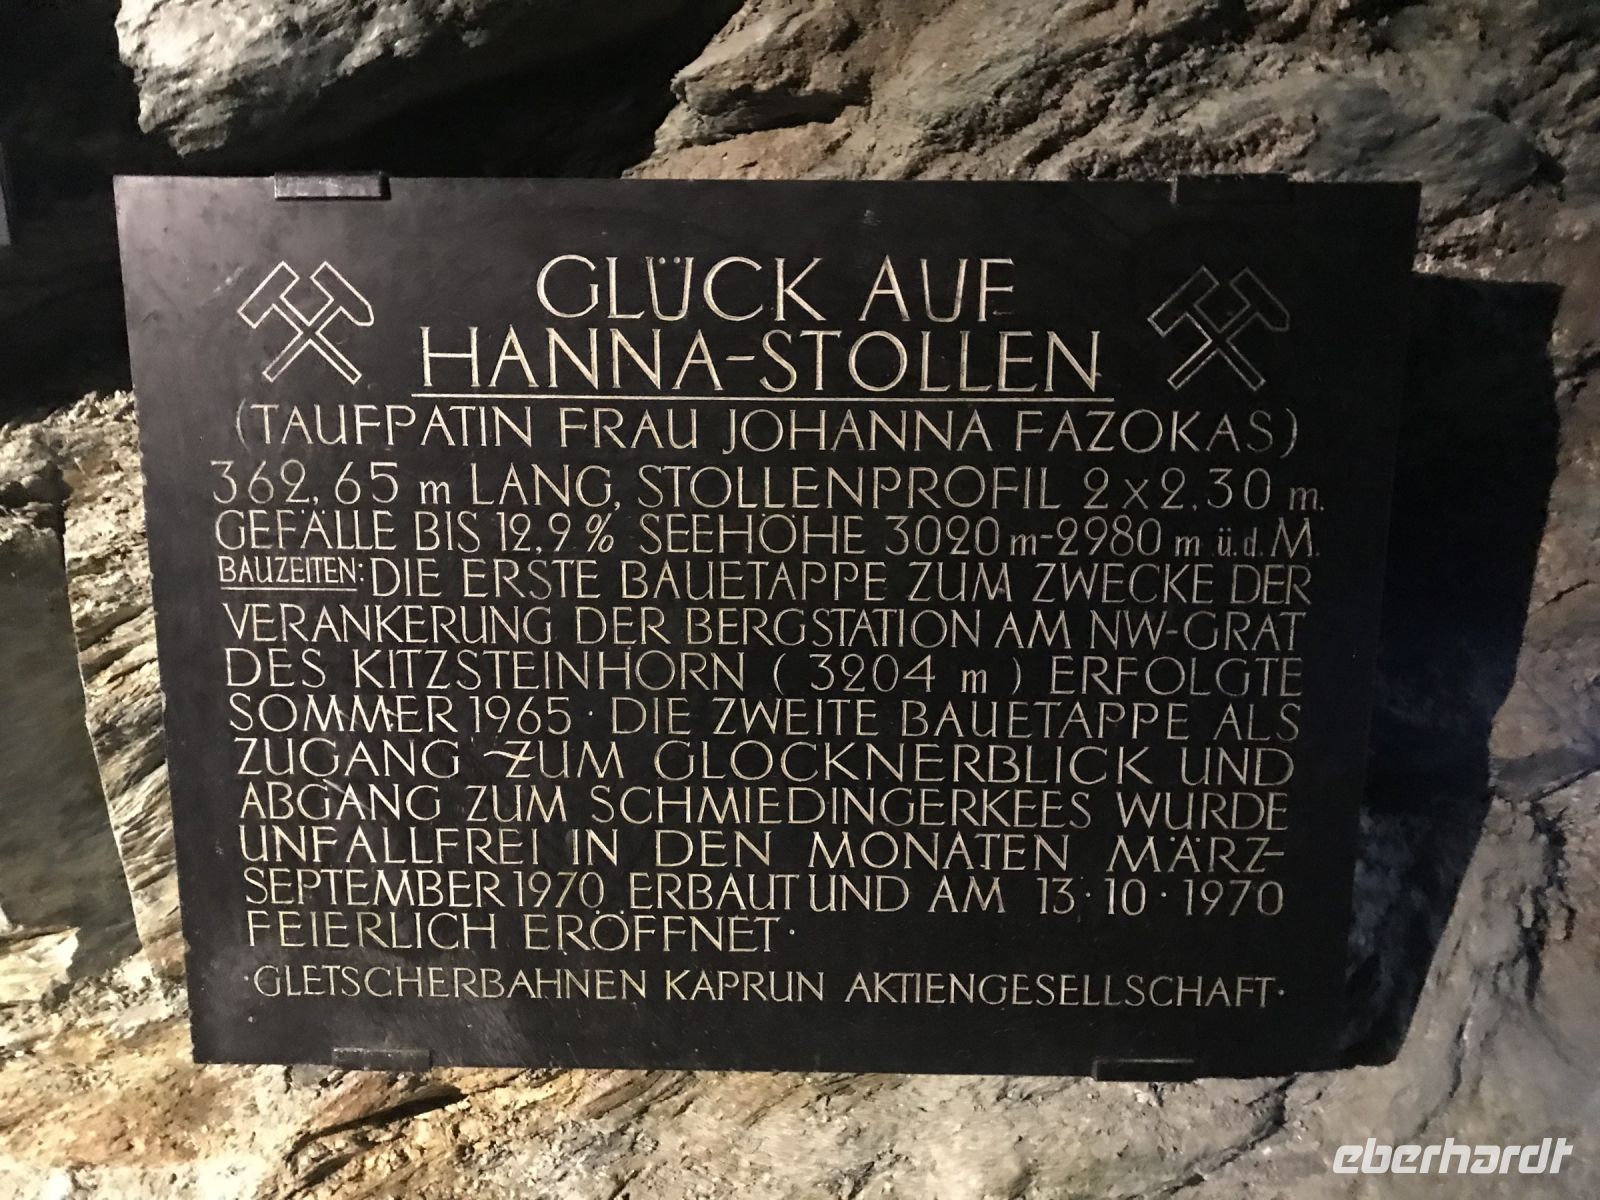 GLÜCK AUF
HANNA-STOLLEN
(TAUFPATIN FRAU JOHANNA FAZOKAS)
362,65 m LANG, STOLLENPROFIL 2 x 2.30 m.
GEFÄLLE BIS 12,9 % SEEHÖHE 3020 m-2980 m ü.d.M.
BAUZEITEN: DIE ERSTE BAUETAPPE ZUM ZWECKE DER
VERANKERUNG DER BERGSTATION AM NW-GRAT
DES KITZSTEINHORN ( 3204 m ) ERFOLGTE
SOMMER 1965 · DIE ZWEITE BAUETAPPE ALS
ZUGANG ZUM GLOCKNERBLICK UND
ABGANG ZUM SCHMIEDINGERKEES WURDE
UNFALLFREI IN DEN MONATEN MÄRZ-
SEPTEMBER 1970 ERBAUT UND AM 13·10·1970
FEIERLICH ERÖFFNET·
·GLETSCHERBAHNEN KAPRUN AKTIENGESELLSCHAFT·
eberhardt